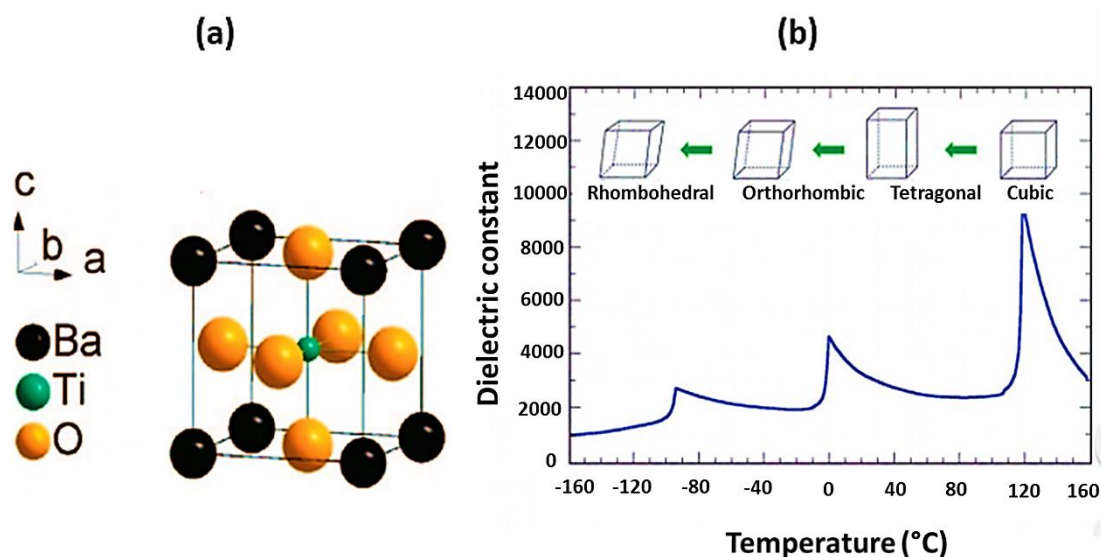 (a)
c
b
a
Ba
Ti
O
(b)
Dielectric constant
14000
12000
10000
8000
6000
4000
2000
0
Rhombohedral Orthorhombic Tetragonal Cubic
-160 -120 -80 -40 0 40 80 120 160
Temperature (°C)